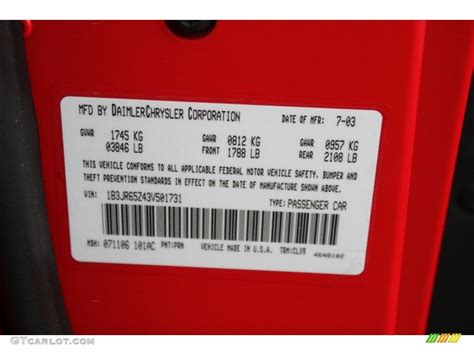 MFD BY DAIMLERCHRYSLER CORPORATION DATE OF MFR: 7-03
GVWR 1745 KG GAWR 0812 KG GAWR 0957 KG
03846 LB FRONT 1788 LB REAR 2108 LB
THIS VEHICLE CONFORMS TO ALL APPLICABLE FEDERAL MOTOR VEHICLE SAFETY, BUMPER AND
THEFT PREVENTION STANDARDS IN EFFECT ON THE DATE OF MANUFACTURE SHOWN ABOVE.
VIN: 1B3JR65Z43V501731 TYPE: PASSENGER CAR
MDH: 071106 101AC PNT:PRM VEHICLE MADE IN U.S.A. TRM:CLX9
4648102
© GTCARLOT.COM